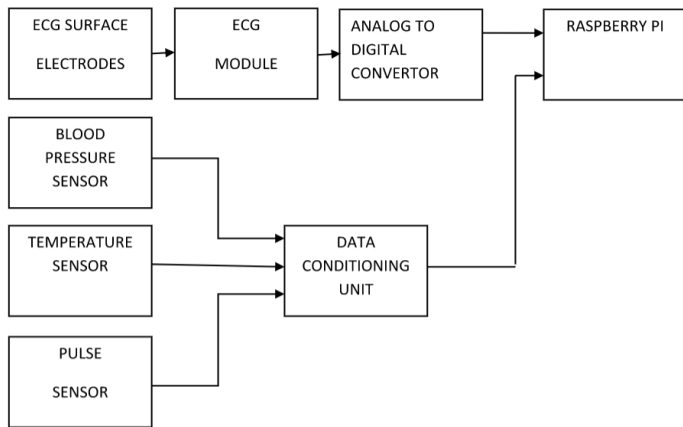 ECG SURFACE
ELECTRODES
ECG
MODULE
ANALOG TO
DIGITAL
CONVERTOR
RASPBERRY PI
BLOOD
PRESSURE
SENSOR
TEMPERATURE
SENSOR
DATA
CONDITIONING
UNIT
PULSE
SENSOR